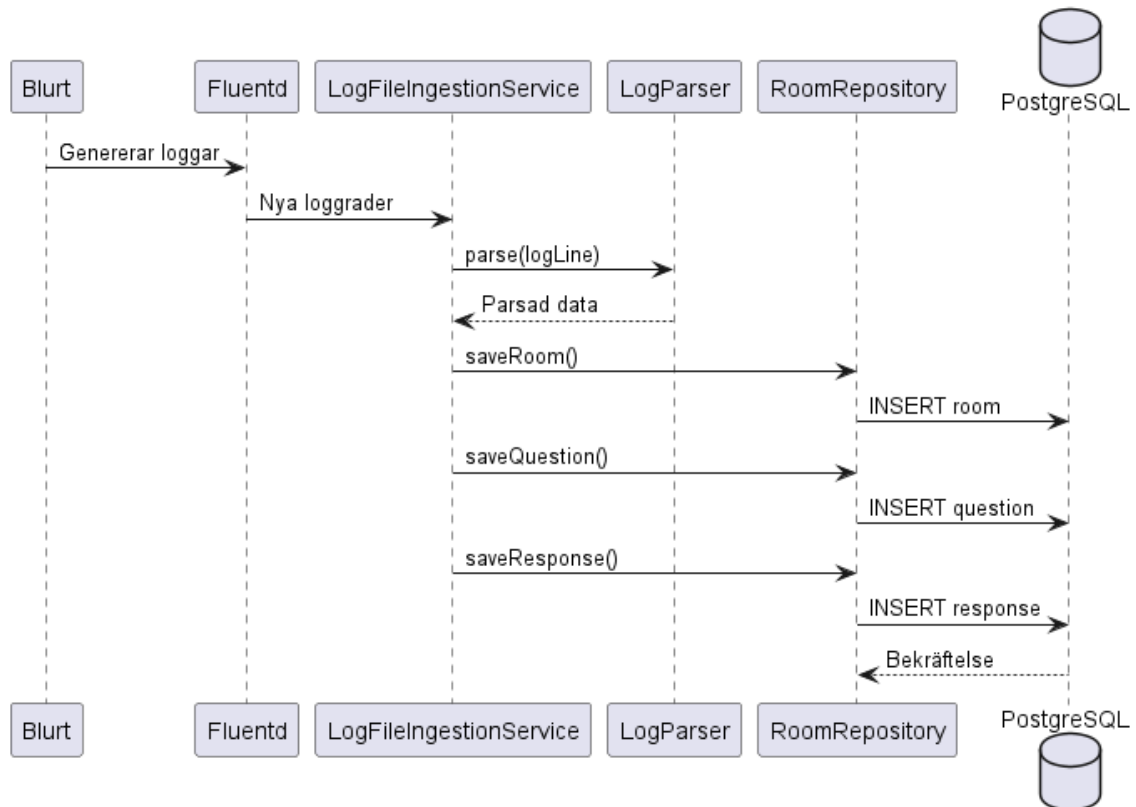 PostgreSQL
Blurt
Fluentd
LogFileIngestionService
LogParser
RoomRepository
Genererar loggar
Nya loggrader
parse(logLine)
Parsad data
saveRoom()
INSERT room
saveQuestion()
INSERT question
saveResponse()
INSERT response
Bekräftelse
Blurt
Fluentd
LogFileIngestionService
LogParser
RoomRepository
PostgreSQL